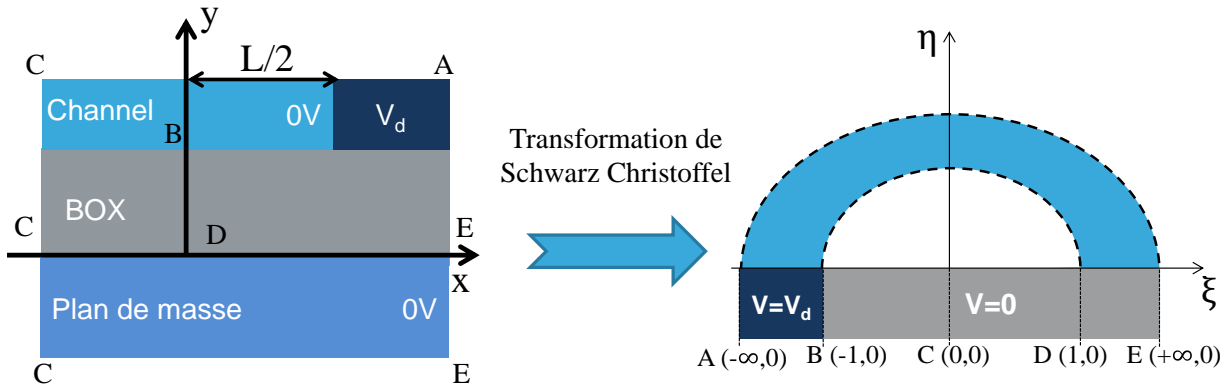 y
C
L/2
A
Channel
0V
V_d
B
BOX
C
D
E
x
Plan de masse
0V
C
E
Transformation de
Schwarz Christoffel
η
ξ
V=V_d
V=0
A (-∞,0)
B (-1,0)
C (0,0)
D (1,0)
E (+∞,0)